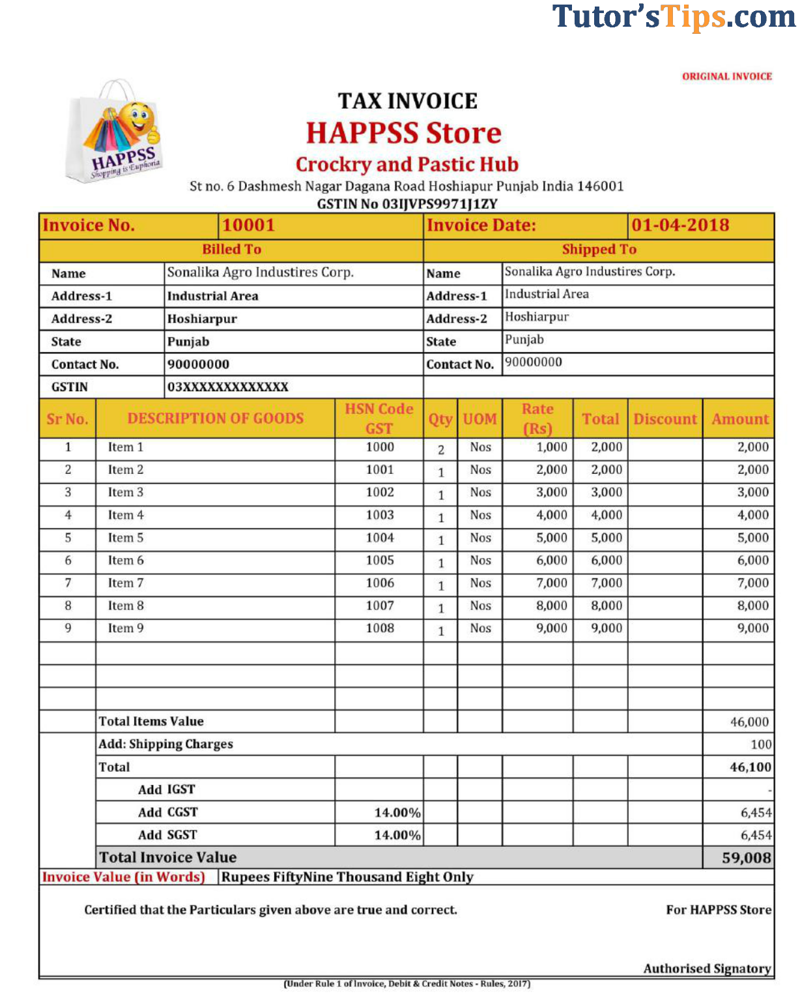 Tutor'sTips.com
ORIGINAL INVOICE
TAX INVOICE
HAPPSS Store
Crockry and Pastic Hub
HAPPSS
Shopping is Euphoria
St no. 6 Dashmesh Nagar Dagana Road Hoshiapur Punjab India 146001
GSTIN No 03IJVPS9971J1ZY
Invoice No. 10001 Invoice Date: 01-04-2018
Billed To Shipped To
Name Sonalika Agro Industires Corp. Name Sonalika Agro Industires Corp.
Address-1 Industrial Area Address-1 Industrial Area
Address-2 Hoshiarpur Address-2 Hoshiarpur
State Punjab State Punjab
Contact No. 90000000 Contact No. 90000000
GSTIN 03XXXXXXXXXXXXX
Sr No. DESCRIPTION OF GOODS HSN Code GST Qty UOM Rate (Rs) Total Discount Amount
1 Item 1 1000 2 Nos 1,000 2,000 2,000
2 Item 2 1001 1 Nos 2,000 2,000 2,000
3 Item 3 1002 1 Nos 3,000 3,000 3,000
4 Item 4 1003 1 Nos 4,000 4,000 4,000
5 Item 5 1004 1 Nos 5,000 5,000 5,000
6 Item 6 1005 1 Nos 6,000 6,000 6,000
7 Item 7 1006 1 Nos 7,000 7,000 7,000
8 Item 8 1007 1 Nos 8,000 8,000 8,000
9 Item 9 1008 1 Nos 9,000 9,000 9,000
Total Items Value 46,000
Add: Shipping Charges 100
Total 46,100
Add IGST -
Add CGST 14.00% 6,454
Add SGST 14.00% 6,454
Total Invoice Value 59,008
Invoice Value (in Words) Rupees FiftyNine Thousand Eight Only
Certified that the Particulars given above are true and correct. For HAPPSS Store
Authorised Signatory
(Under Rule 1 of Invoice, Debit & Credit Notes - Rules, 2017)